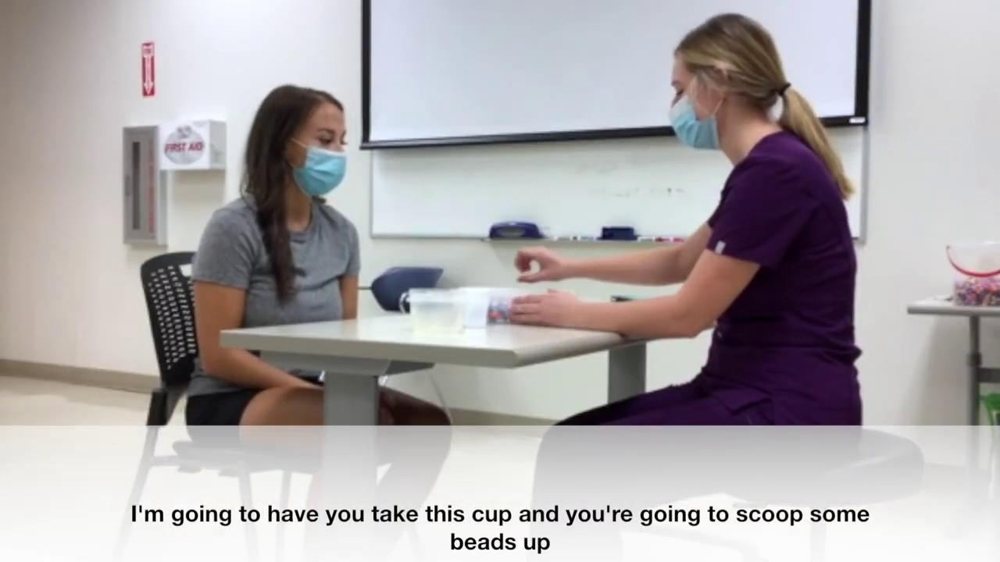 FIRST AID
I'm going to have you take this cup and you're going to scoop some
beads up